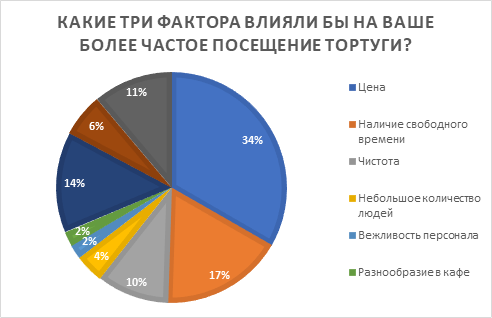 КАКИЕ ТРИ ФАКТОРА ВЛИЯЛИ БЫ НА ВАШЕ
БОЛЕЕ ЧАСТОЕ ПОСЕЩЕНИЕ ТОРТУГИ?
34%
17%
10%
4%
2%
2%
14%
6%
11%
Цена
Наличие свободного
времени
Чистота
Небольшое количество
людей
Вежливость персонала
Разнообразие в кафе